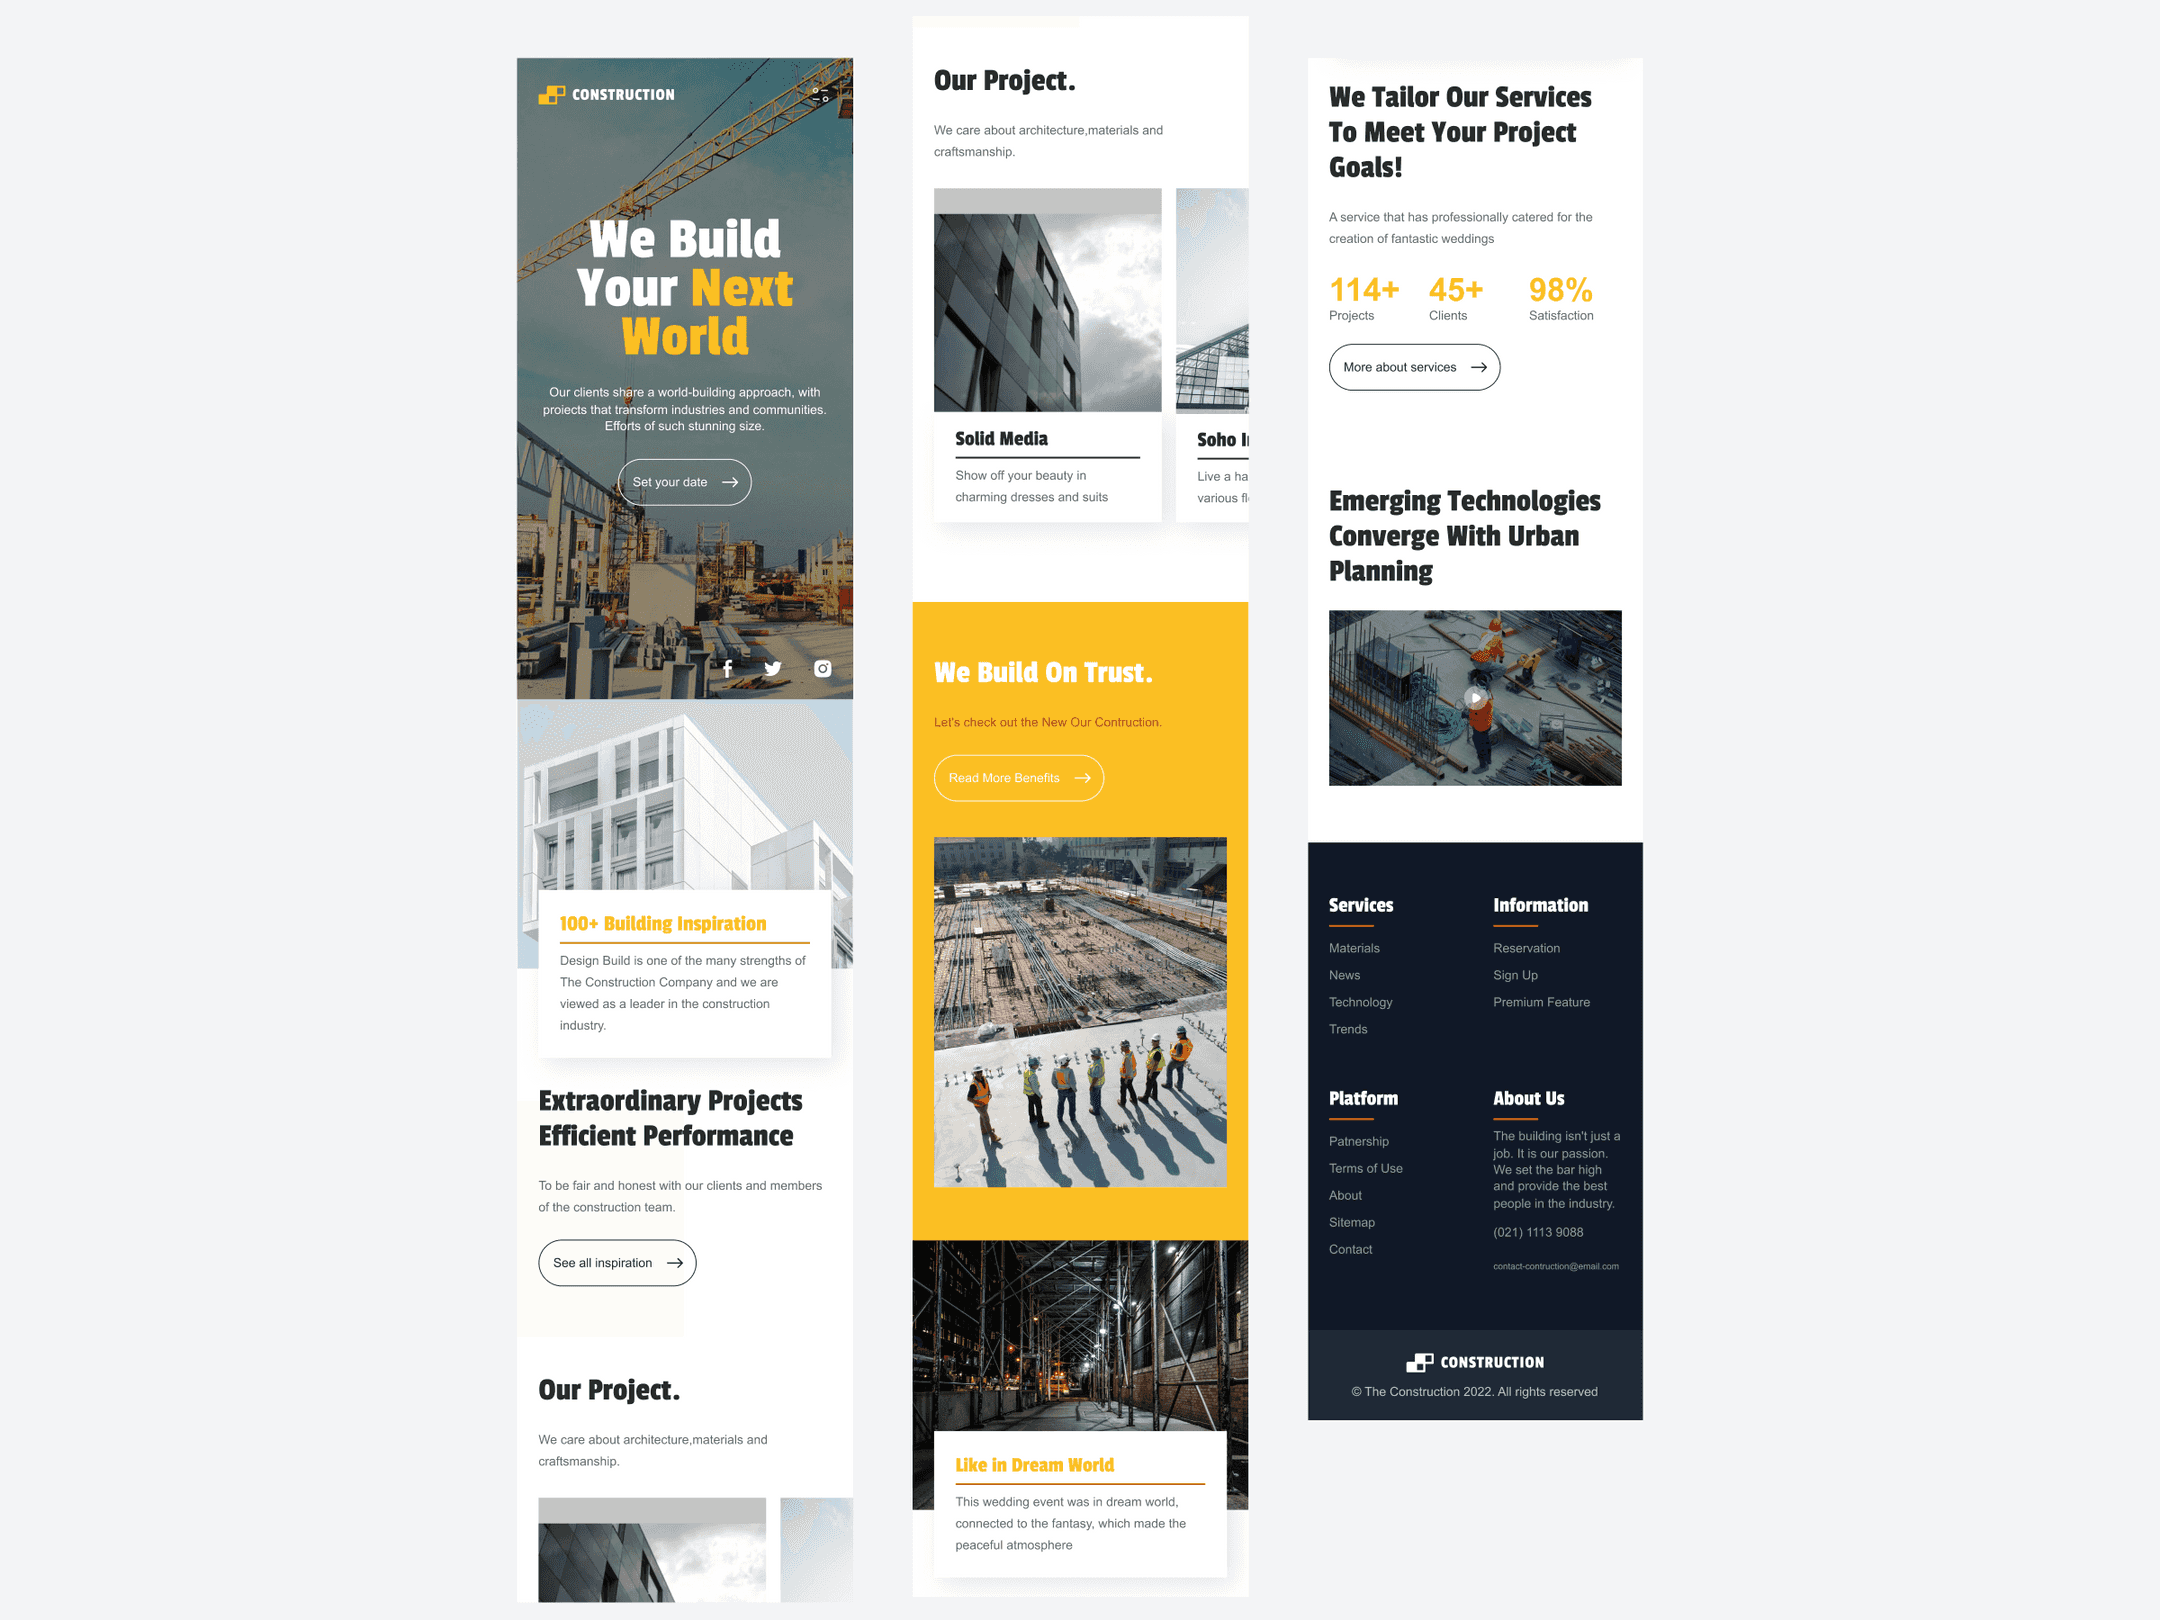 CONSTRUCTION
We Build
Your Next
World
Our clients share a world-building approach, with
projects that transform industries and communities.
Efforts of such stunning size.
Set your date
100+ Building Inspiration
Design Build is one of the many strengths of
The Construction Company and we are
viewed as a leader in the construction
industry.
Extraordinary Projects
Efficient Performance
To be fair and honest with our clients and members
of the construction team.
See all inspiration
Our Project.
We care about architecture,materials and
craftsmanship.
Our Project.
We care about architecture,materials and
craftsmanship.
Solid Media
Show off your beauty in
charming dresses and suits
Soho
Live a ha
various
We Build On Trust.
Let's check out the New Our Contruction.
Read More Benefits
Like in Dream World
This wedding event was in dream world,
connected to the fantasy, which made the
peaceful atmosphere
We Tailor Our Services
To Meet Your Project
Goals!
A service that has professionally catered for the
creation of fantastic weddings
114+ 45+ 98%
Projects Clients Satisfaction
More about services
Emerging Technologies
Converge With Urban
Planning
Services
Materials
News
Technology
Trends
Information
Reservation
Sign Up
Premium Feature
Platform
Patnership
Terms of Use
About
Sitemap
Contact
About Us
The building isn't just a
job. It is our passion.
We set the bar high
and provide the best
people in the industry.
(021) 1113 9088
contact-contruction@email.com
CONSTRUCTION
© The Construction 2022. All rights reserved